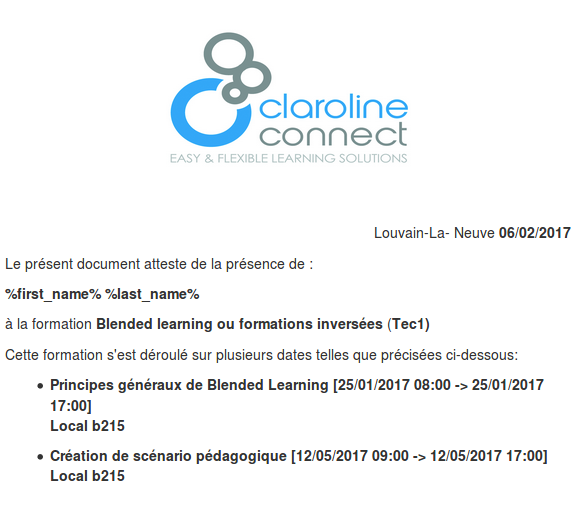 claroline
connect
EASY & FLEXIBLE LEARNING SOLUTIONS
Louvain-La- Neuve 06/02/2017
Le présent document atteste de la présence de :
%first_name% %last_name%
à la formation Blended learning ou formations inversées (Tec1)
Cette formation s'est déroulé sur plusieurs dates telles que précisées ci-dessous:
• Principes généraux de Blended Learning [25/01/2017 08:00 -> 25/01/2017
17:00]
Local b215
• Création de scénario pédagogique [12/05/2017 09:00 -> 12/05/2017 17:00]
Local b215